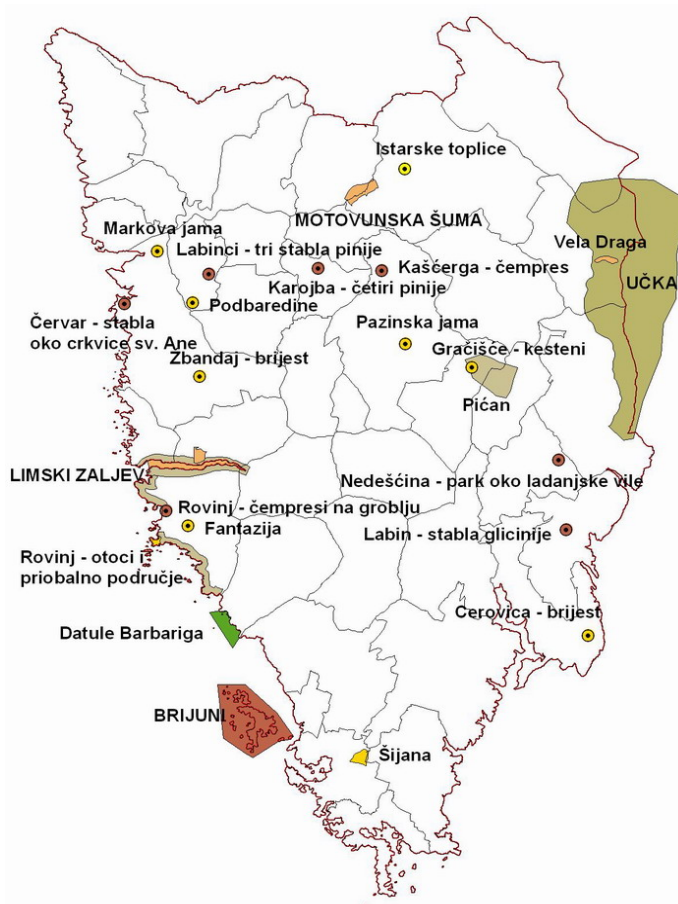 Istarske toplice
MOTOVUNSKA ŠUMA
Markova jama
Labinci - tri stabla pinije
Vela Draga
Kaščerga - čempres
UČKA
Karojba - četiri pinije
Podbaredine
Červar - stabla
oko crkvice sv. Ane
Pazinska jama
Gračišće - kesteni
Žbandaj - brijest
Pićan
LIMSKI ZALJEV
Nedešćina - park oko ladanjske vile
Rovinj - čempresi na groblju
Fantazija
Labin - stabla glicinije
Rovinj - otoci i
priobalno područje
Cerovica - brijest
Datule Barbariga
BRIJUNI
Šijana